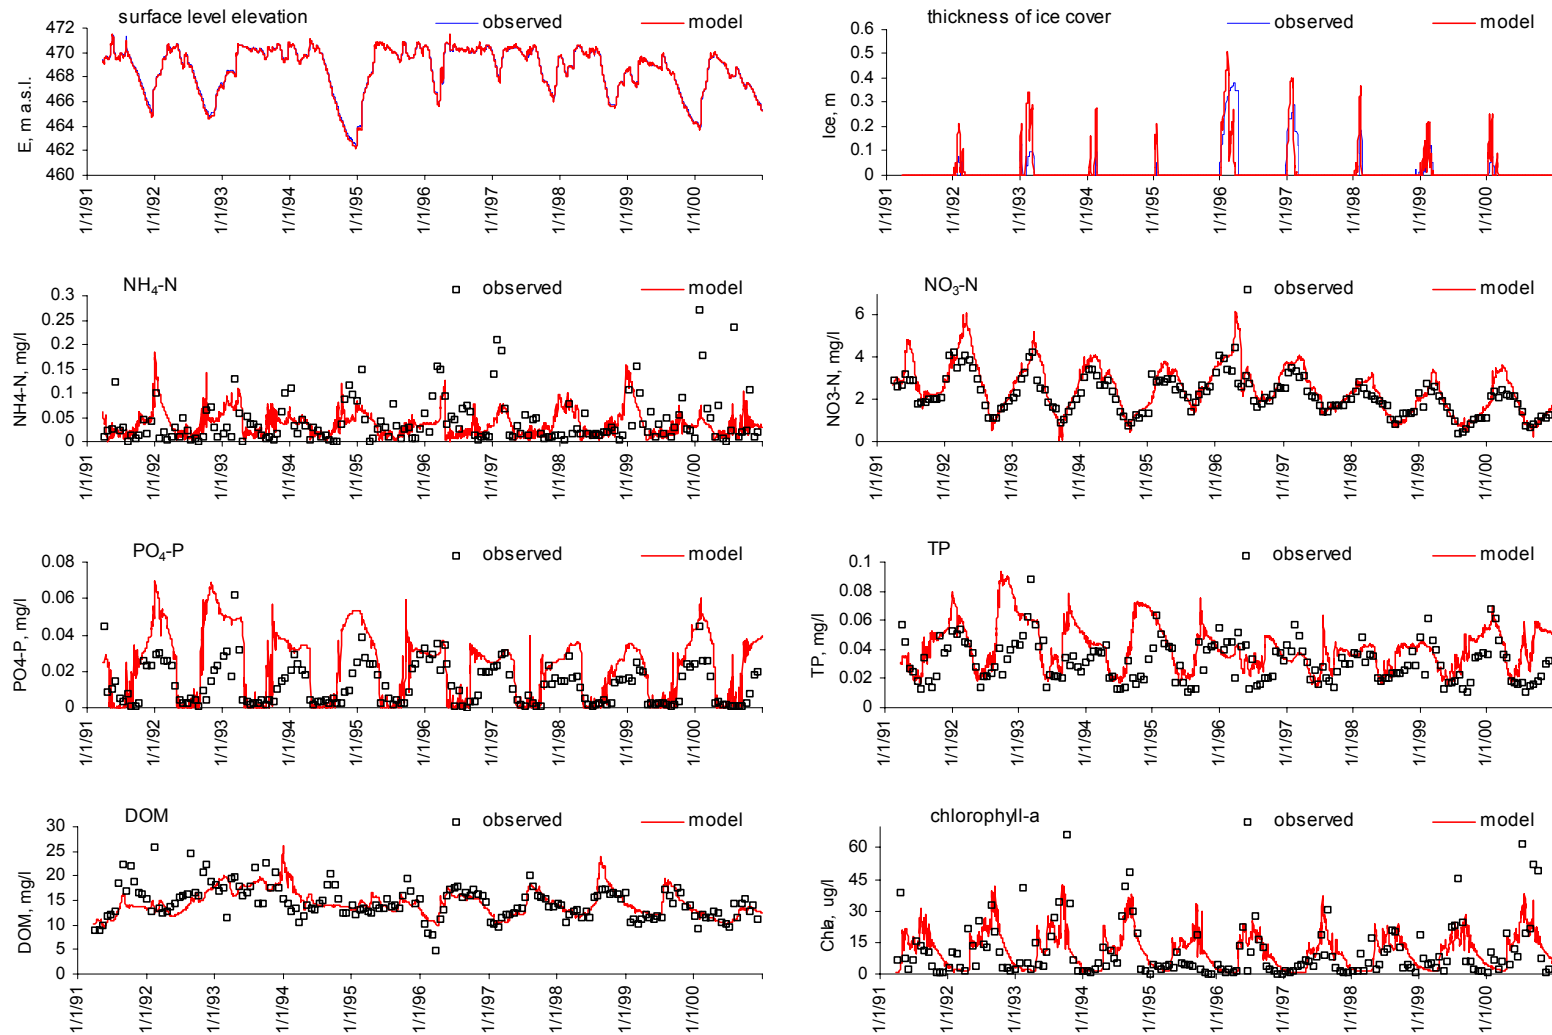 surface level elevation observed model
472
470
468
466
464
462
460
E, m a.s.l.
1/1/91 1/1/92 1/1/93 1/1/94 1/1/95 1/1/96 1/1/97 1/1/98 1/1/99 1/1/00
thickness of ice cover observed model
0.6
0.5
0.4
0.3
0.2
0.1
0
Ice, m
1/1/91 1/1/92 1/1/93 1/1/94 1/1/95 1/1/96 1/1/97 1/1/98 1/1/99 1/1/00
NH₄-N observed model
0.3
0.25
0.2
0.15
0.1
0.05
0
NH4-N, mg/l
1/1/91 1/1/92 1/1/93 1/1/94 1/1/95 1/1/96 1/1/97 1/1/98 1/1/99 1/1/00
NO₃-N observed model
6
4
2
0
NO3-N, mg/l
1/1/91 1/1/92 1/1/93 1/1/94 1/1/95 1/1/96 1/1/97 1/1/98 1/1/99 1/1/00
PO₄-P observed model
0.08
0.06
0.04
0.02
0
PO4-P, mg/l
1/1/91 1/1/92 1/1/93 1/1/94 1/1/95 1/1/96 1/1/97 1/1/98 1/1/99 1/1/00
TP observed model
0.1
0.08
0.06
0.04
0.02
0
TP, mg/l
1/1/91 1/1/92 1/1/93 1/1/94 1/1/95 1/1/96 1/1/97 1/1/98 1/1/99 1/1/00
DOM observed model
30
25
20
15
10
5
0
DOM, mg/l
1/1/91 1/1/92 1/1/93 1/1/94 1/1/95 1/1/96 1/1/97 1/1/98 1/1/99 1/1/00
chlorophyll-a observed model
60
45
30
15
0
Chla, ug/l
1/1/91 1/1/92 1/1/93 1/1/94 1/1/95 1/1/96 1/1/97 1/1/98 1/1/99 1/1/00